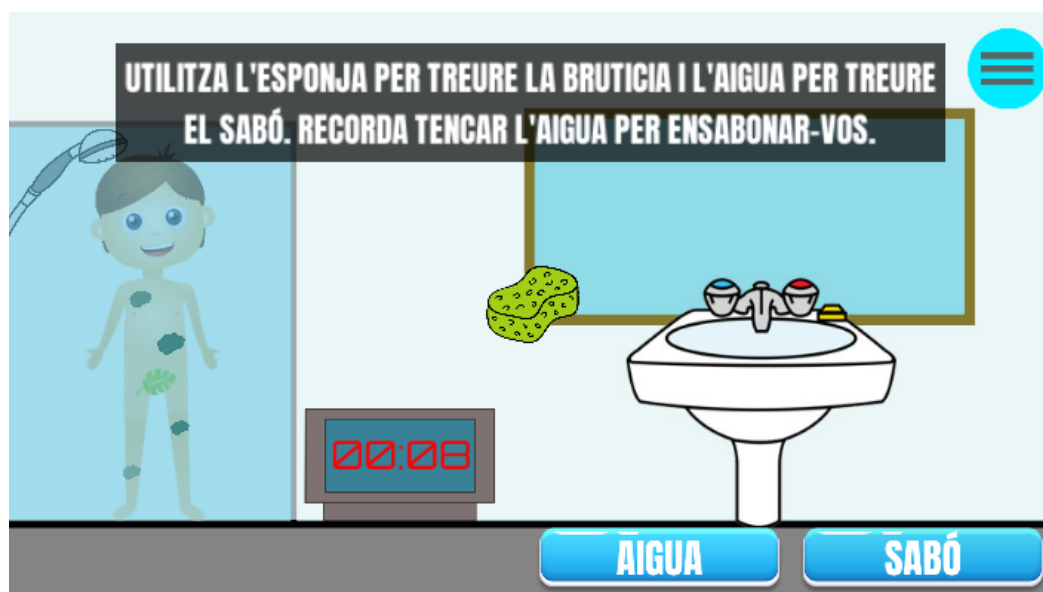 UTILITZA L'ESPONJA PER TREURE LA BRUTICIA I L'AIGUA PER TREURE
EL SABÓ. RECORDA TENCAR L'AIGUA PER ENSABONAR-VOS.
00:08
AIGUA
SABÓ